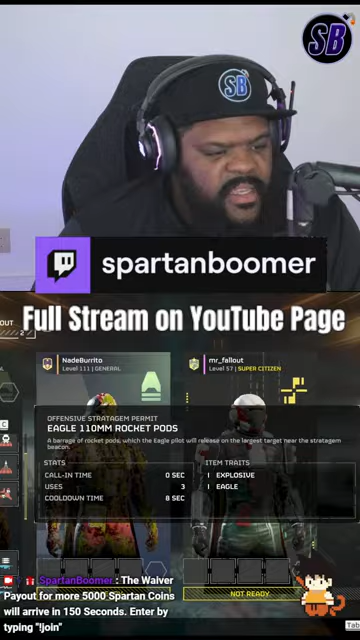 SB
SB
spartanboomer
Full Stream on YouTube Page
OUT
NadeBurrito
Level 111 | GENERAL
mr_fallout
Level 57 | SUPER CITIZEN
OFFENSIVE STRATAGEM PERMIT
EAGLE 110MM ROCKET PODS
A barrage of rocket pods, which the Eagle pilot will release on the largest target near the stratagem
beacon.
STATS
CALL-IN TIME 0 SEC
USES 3
COOLDOWN TIME 8 SEC
ITEM TRAITS
EXPLOSIVE
EAGLE
NOT READY
SpartanBoomer : The Waiver
Payout for more 5000 Spartan Coins
will arrive in 150 Seconds. Enter by
typing "!join"